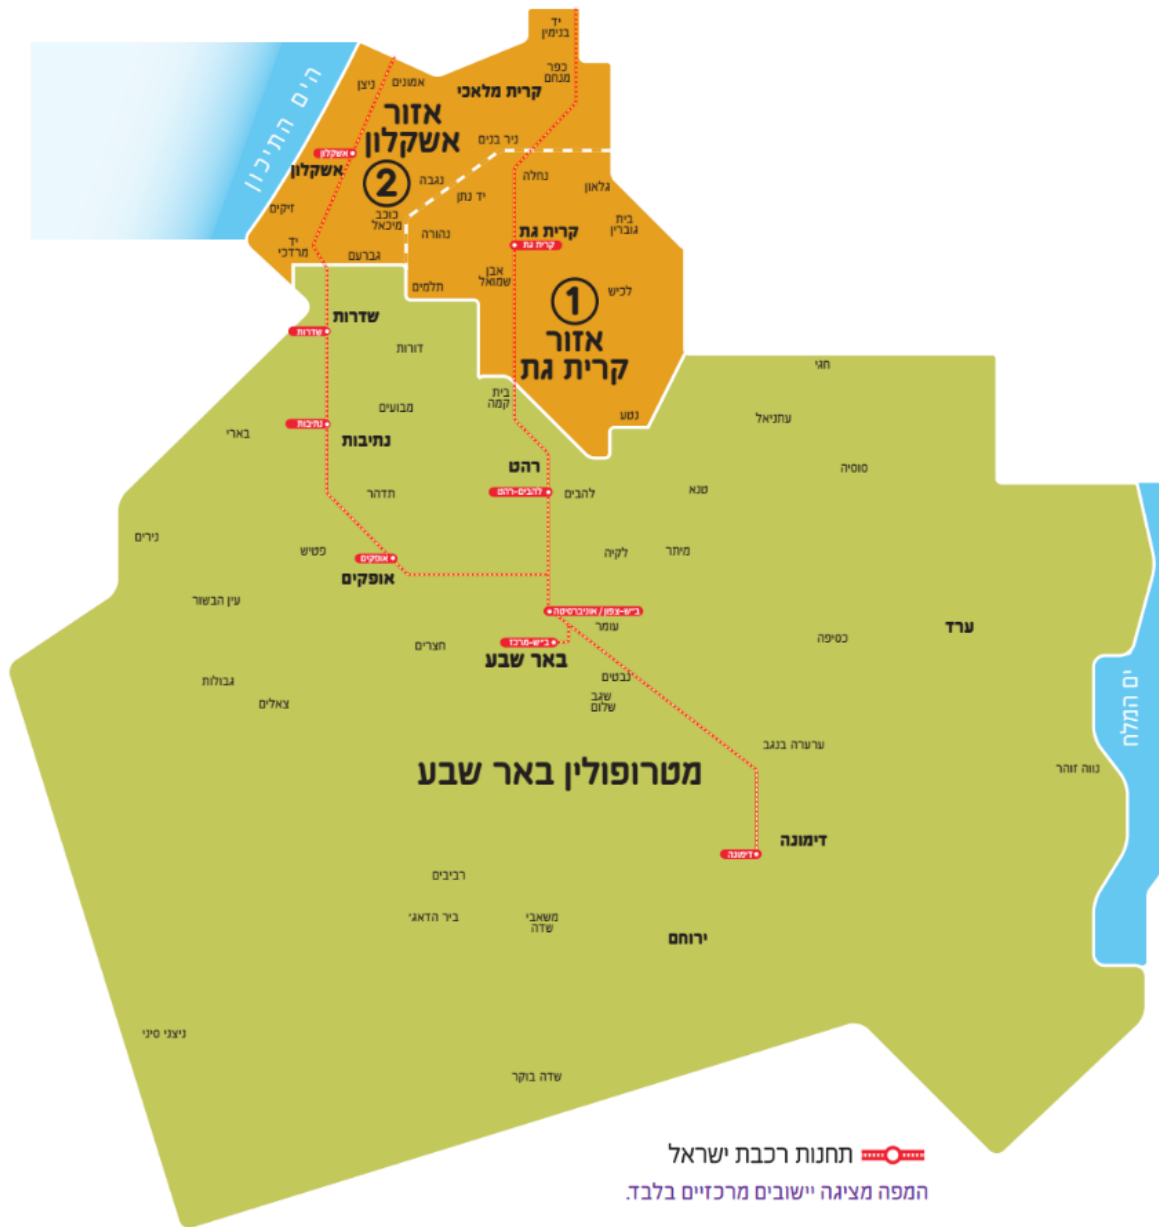 יד
בנימין
כפר
מנחם
קרית מלאכי
אמונים
ניצן
הים התיכון
אזור
אשקלון
2
ניר בנים
אשקלון
אשקלון
נגבה
נחלה
גלאון
יד נתן
זיקים
כוכב
מיכאל
בית
גוברין
קרית גת
קרית גת
נהורה
יד
מרדכי
גברעם
אבן
שמואל
תלמים
לכיש
1
אזור
קרית גת
שדרות
שדרות
דורות
חגי
בית
קמה
מבועים
נטע
עתניאל
נתיבות
נתיבות
בארי
רהט
סוסיה
להבים-רהט
להבים
טנא
תדהר
נירים
פטיש
אופקים
אופקים
לקיה
מיתר
עין הבשור
ב״ש-צפון/אוניברסיטה
עומר
ערד
כסיפה
ב״ש-מרכז
באר שבע
חצרים
נבטים
גבולות
צאלים
שגב
שלום
ים המלח
ערערה בנגב
נווה זוהר
מטרופולין באר שבע
דימונה
דימונה
רביבים
ביר הדאג׳
משאבי
שדה
ירוחם
ניצני סיני
שדה בוקר
תחנות רכבת ישראל
המפה מציגה יישובים מרכזיים בלבד.